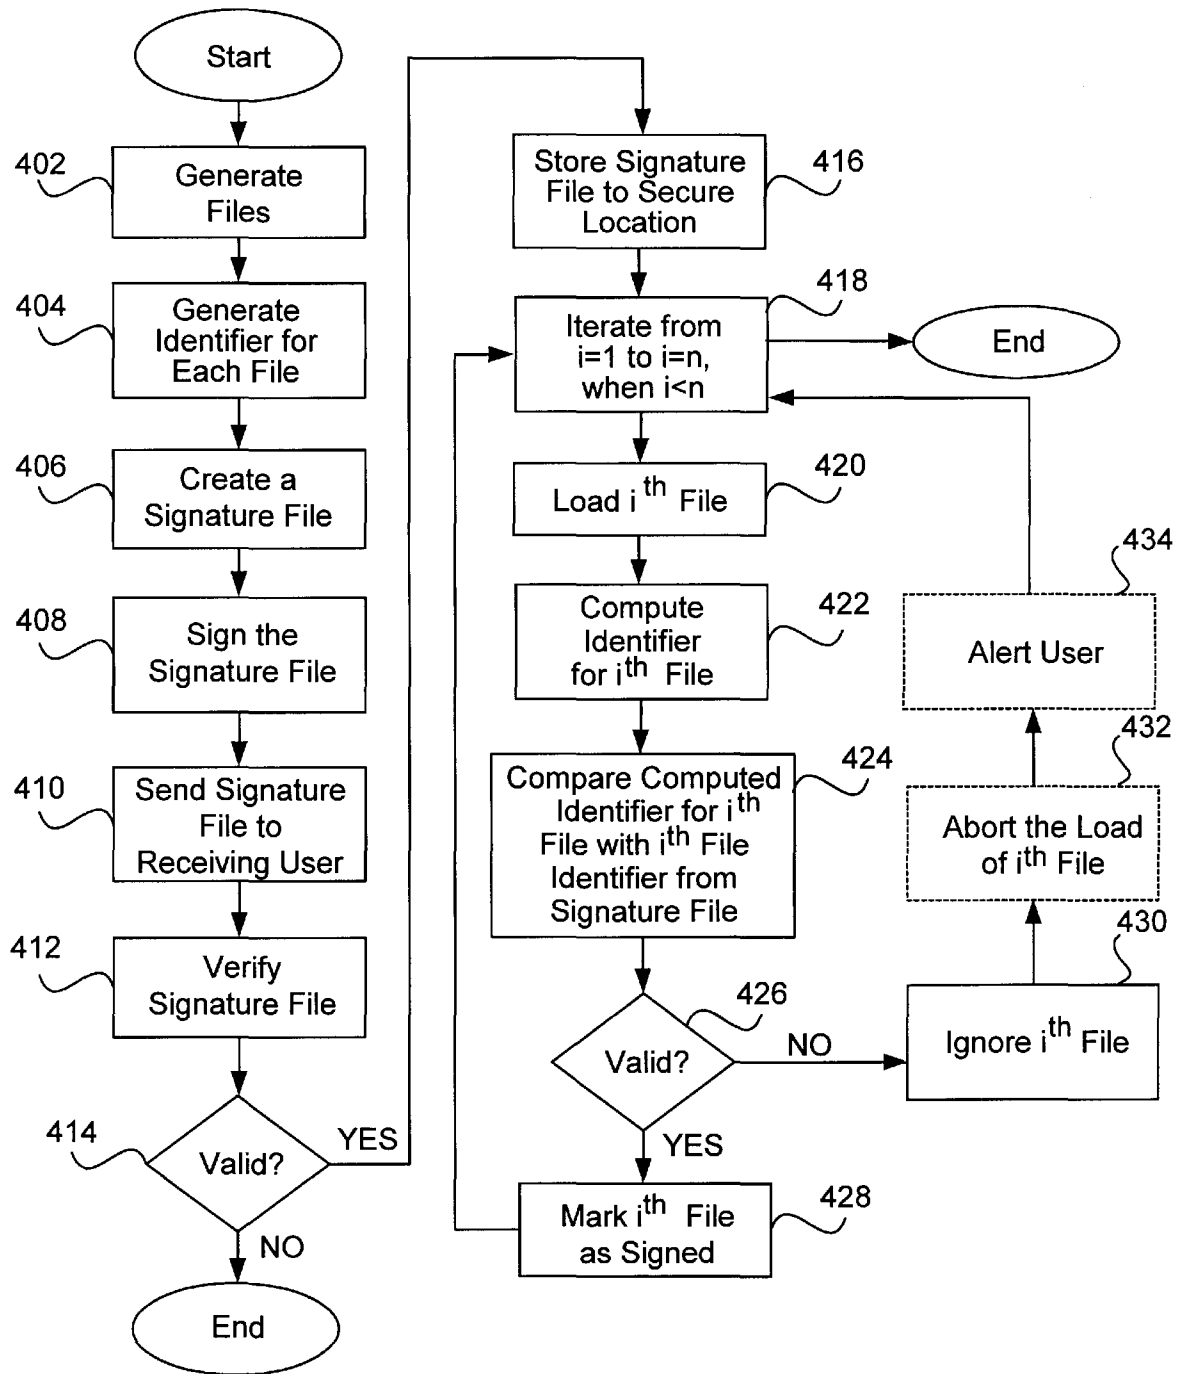 Start
402
Generate
Files
404
Generate
Identifier for
Each File
406
Create a
Signature File
408
Sign the
Signature File
410
Send Signature
File to
Receiving User
412
Verify
Signature File
414
Valid?
YES
NO
End
Store Signature
File to Secure
Location
416
Iterate from
i=1 to i=n,
when i<n
418
End
Load i th File
420
Compute
Identifier
for i th File
422
Compare Computed
Identifier for i th
File with i th File
Identifier from
Signature File
424
Valid?
426
NO
YES
Mark i th File
as Signed
428
Ignore i th File
430
Abort the Load
of i th File
432
Alert User
434